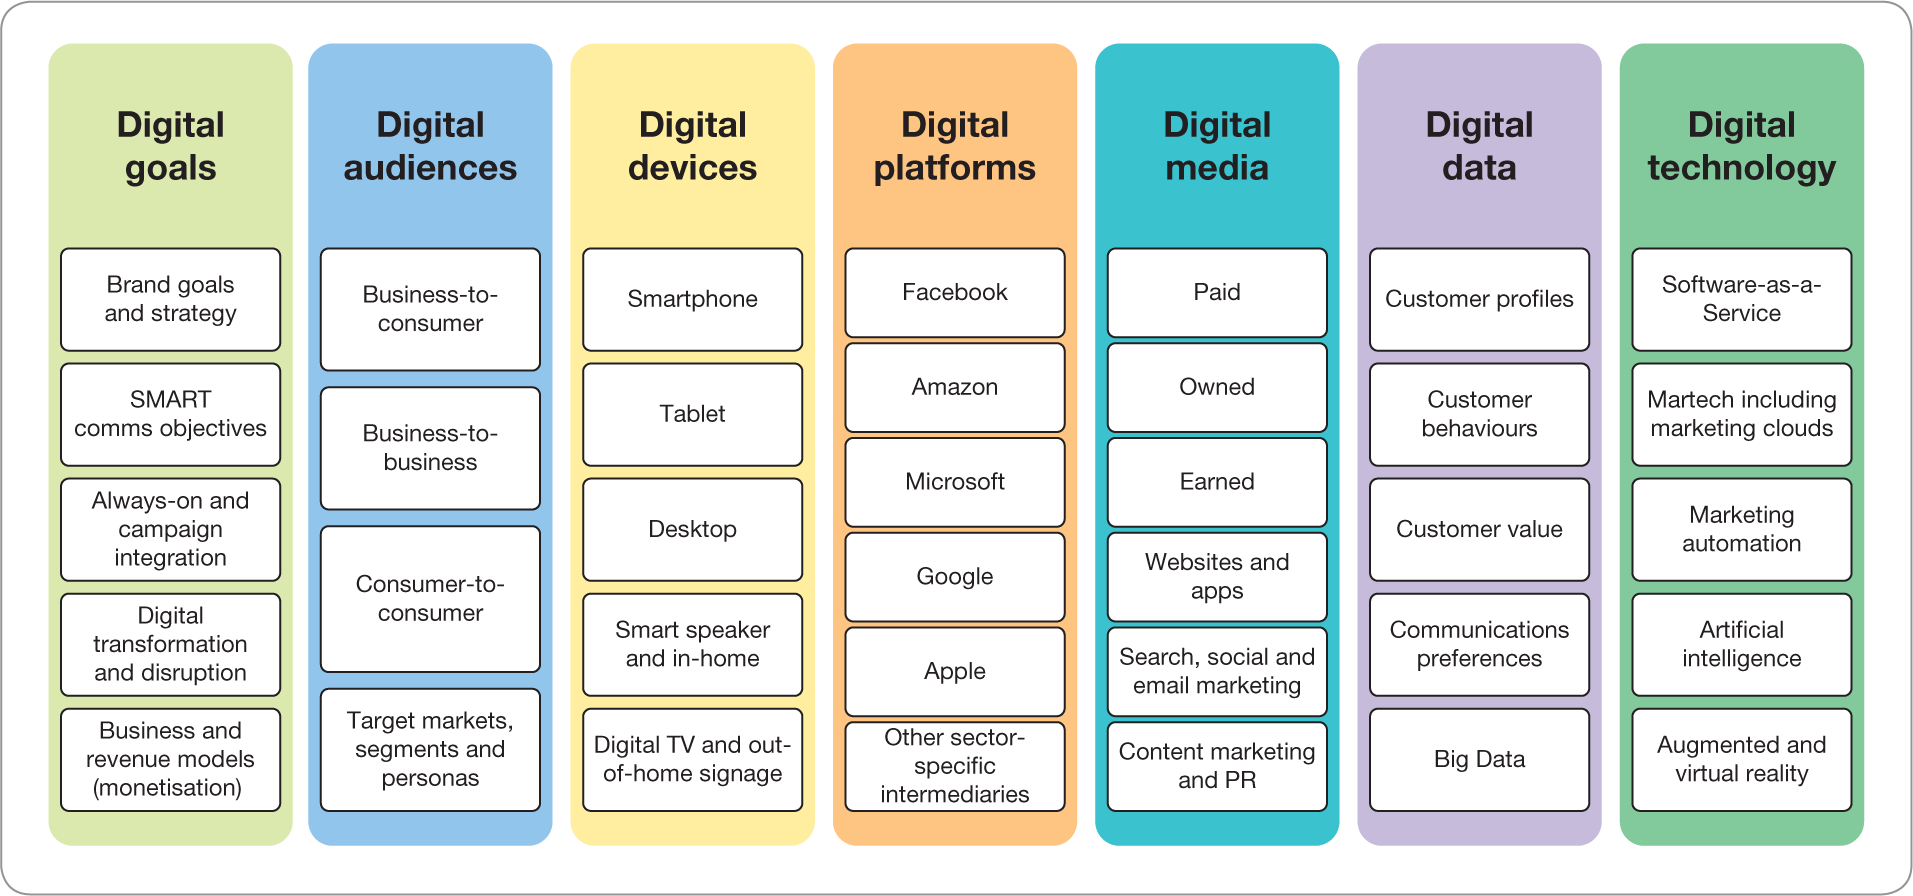 Digital
goals
Brand goals
and strategy
SMART
comms objectives
Always-on and
campaign
integration
Digital
transformation
and disruption
Business and
revenue models
(monetisation)
Digital
audiences
Business-to-
consumer
Business-to-
business
Consumer-to-
consumer
Target markets,
segments and
personas
Digital
devices
Smartphone
Tablet
Desktop
Smart speaker
and in-home
Digital TV and out-
of-home signage
Digital
platforms
Facebook
Amazon
Microsoft
Google
Apple
Other sector-
specific
intermediaries
Digital
media
Paid
Owned
Earned
Websites and
apps
Search, social and
email marketing
Content marketing
and PR
Digital
data
Customer profiles
Customer
behaviours
Customer value
Communications
preferences
Big Data
Digital
technology
Software-as-a-
Service
Martech including
marketing clouds
Marketing
automation
Artificial
intelligence
Augmented and
virtual reality